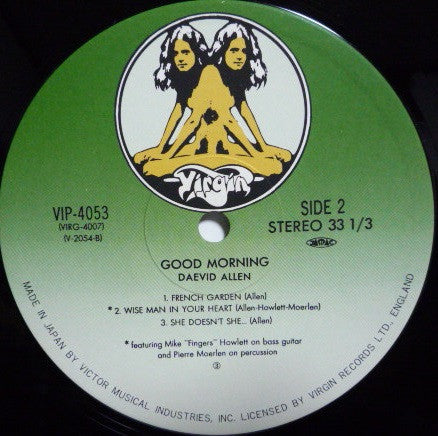 Virgin
VIP-4053
(VIRG-4007)
(V-2054-B)
SIDE 2
STEREO 33 1/3
GOOD MORNING
DAEVID ALLEN
1. FRENCH GARDEN (Allen)
*2. WISE MAN IN YOUR HEART (Allen-Howlett-Moerlen)
3. SHE DOESN'T SHE... (Allen)
* featuring Mike "Fingers" Howlett on bass guitar
and Pierre Moerlen on percussion
MADE IN JAPAN BY VICTOR MUSICAL INDUSTRIES, INC. LICENSED BY VIRGIN RECORDS LTD. ENGLAND